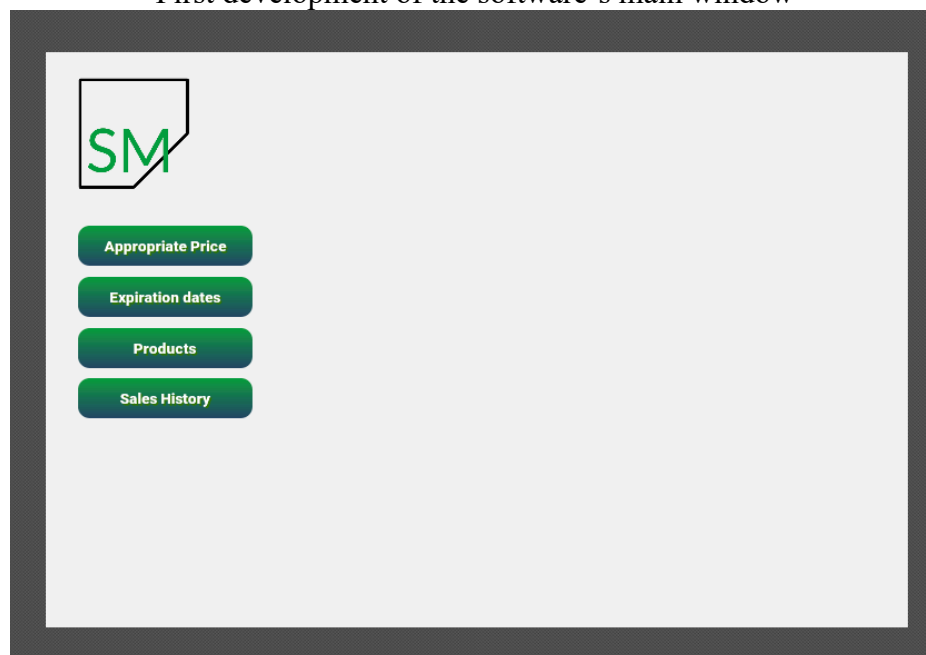 First development of the software's main window
SM
Appropriate Price
Expiration dates
Products
Sales History